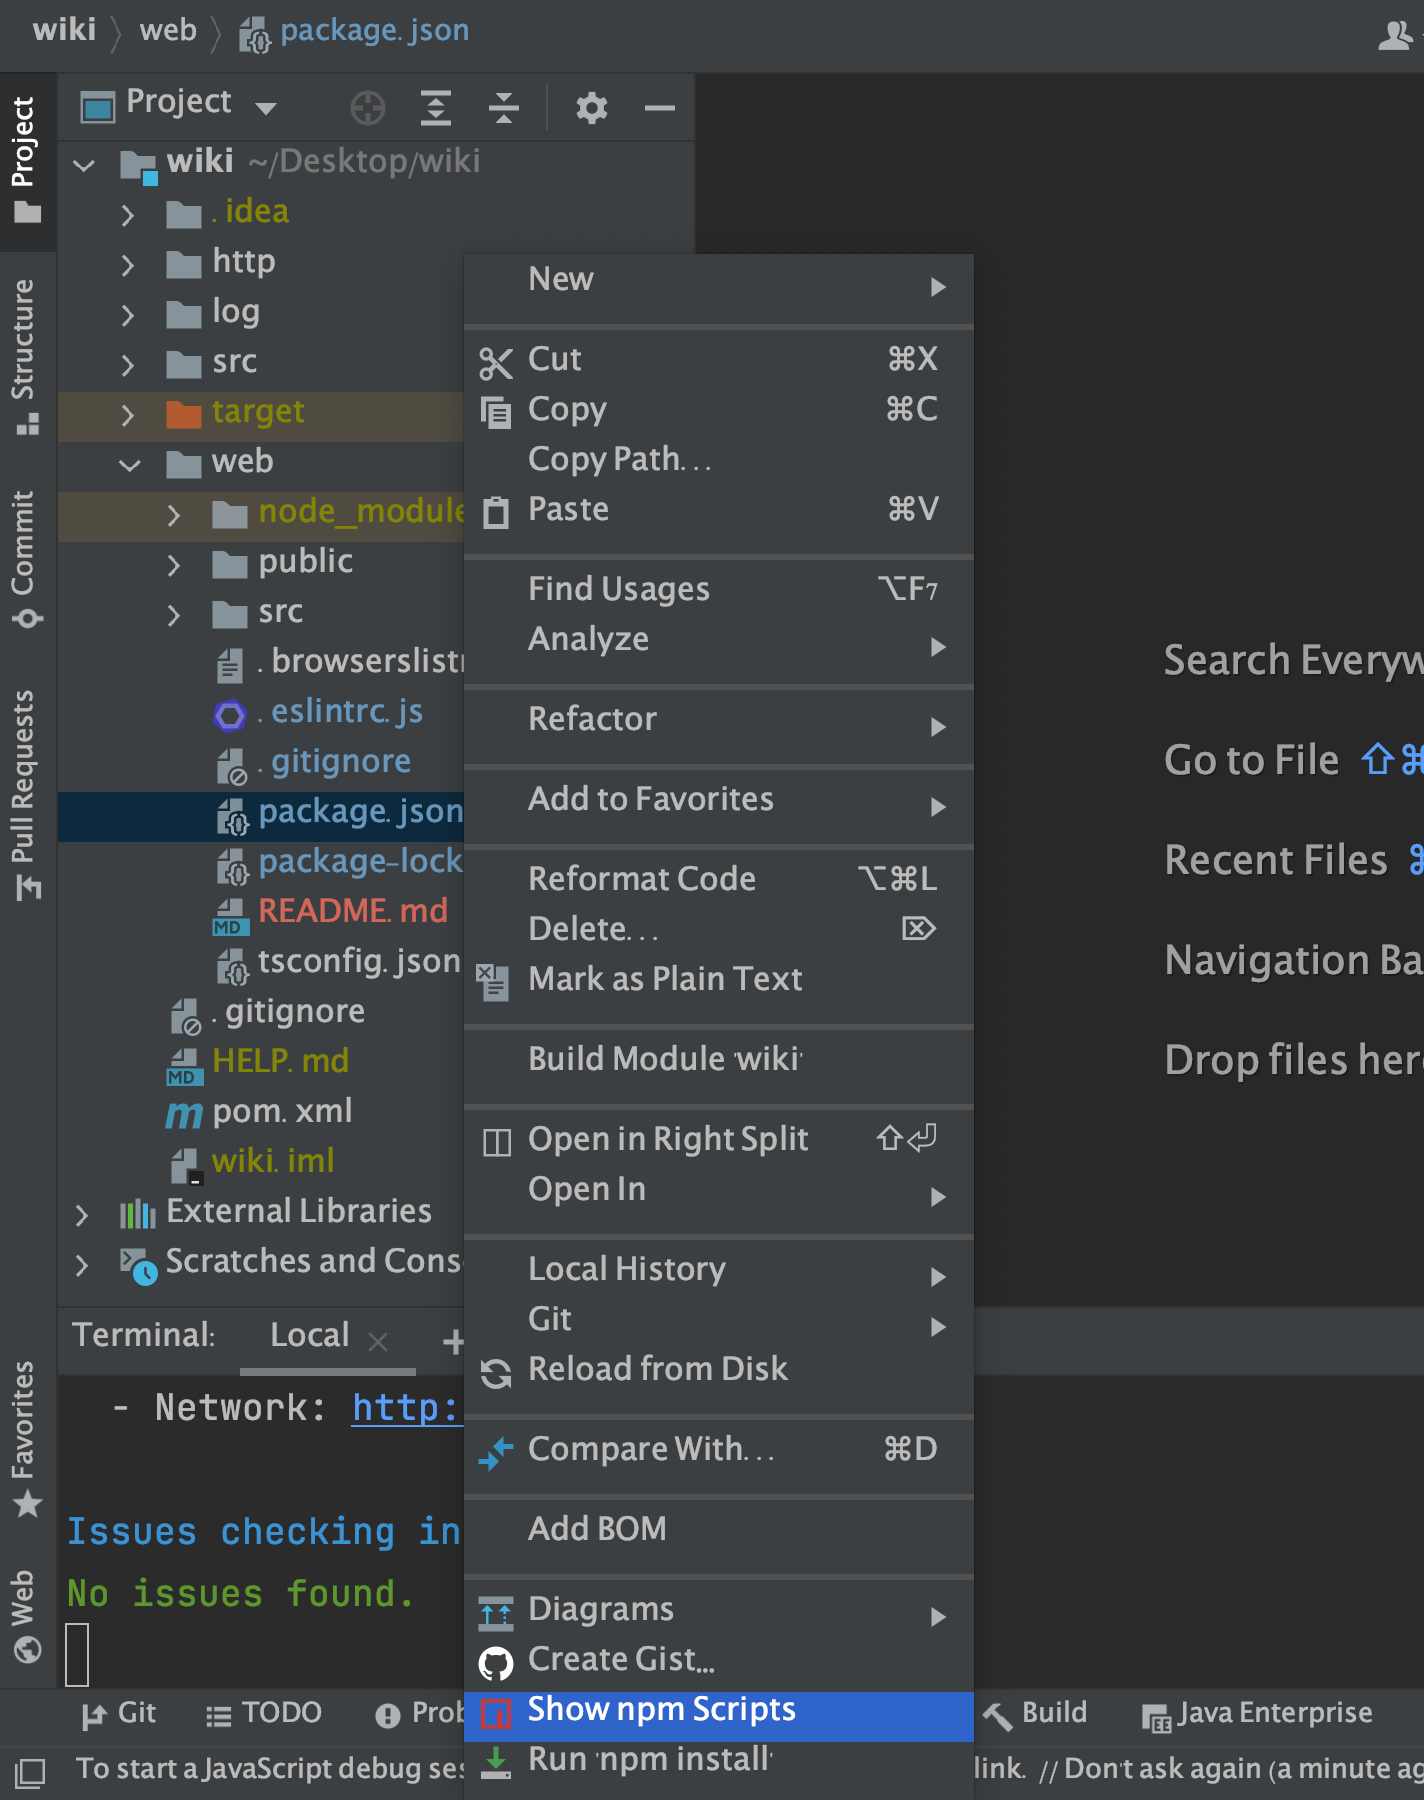 wiki 〉 web 〉 package.json
Project
wiki ~/Desktop/wiki
.idea
http
log
src
target
web
node_module
public
src
.browserslistr
.eslintrc.js
.gitignore
package.json
package-lock
README.md
tsconfig.json
.gitignore
HELP.md
pom.xml
wiki.iml
External Libraries
Scratches and Cons
Project
Structure
Commit
Pull Requests
Favorites
Web
New
Cut ⌘X
Copy ⌘C
Copy Path...
Paste ⌘V
Find Usages ⌥F7
Analyze
Refactor
Add to Favorites
Reformat Code ⌥⌘L
Delete... ⌦
Mark as Plain Text
Build Module 'wiki'
Open in Right Split ⇧⏎
Open In
Local History
Git
Reload from Disk
Compare With... ⌘D
Add BOM
Diagrams
Create Gist...
Show npm Scripts
Run 'npm install'
Search Everyw
Go to File ⇧⌘
Recent Files ⌘
Navigation Ba
Drop files here
Terminal: Local × +
- Network: http:
Issues checking in
No issues found.
Git TODO Prob Build Java Enterprise
To start a JavaScript debug ses link. // Don't ask again (a minute ag